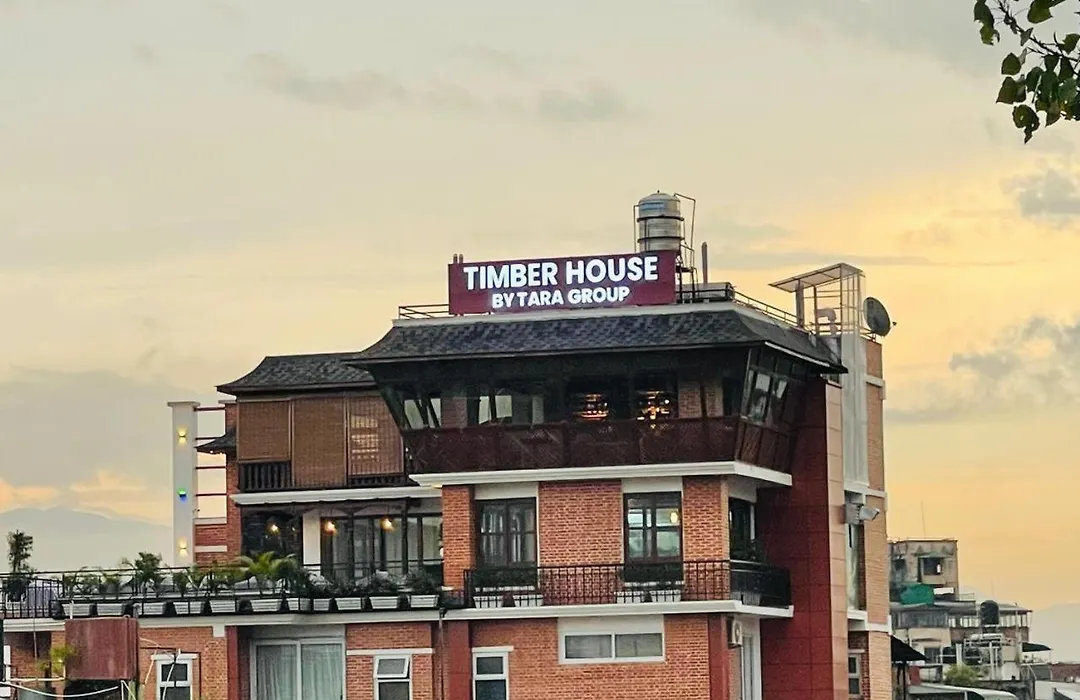 TIMBER HOUSE
BY TARA GROUP